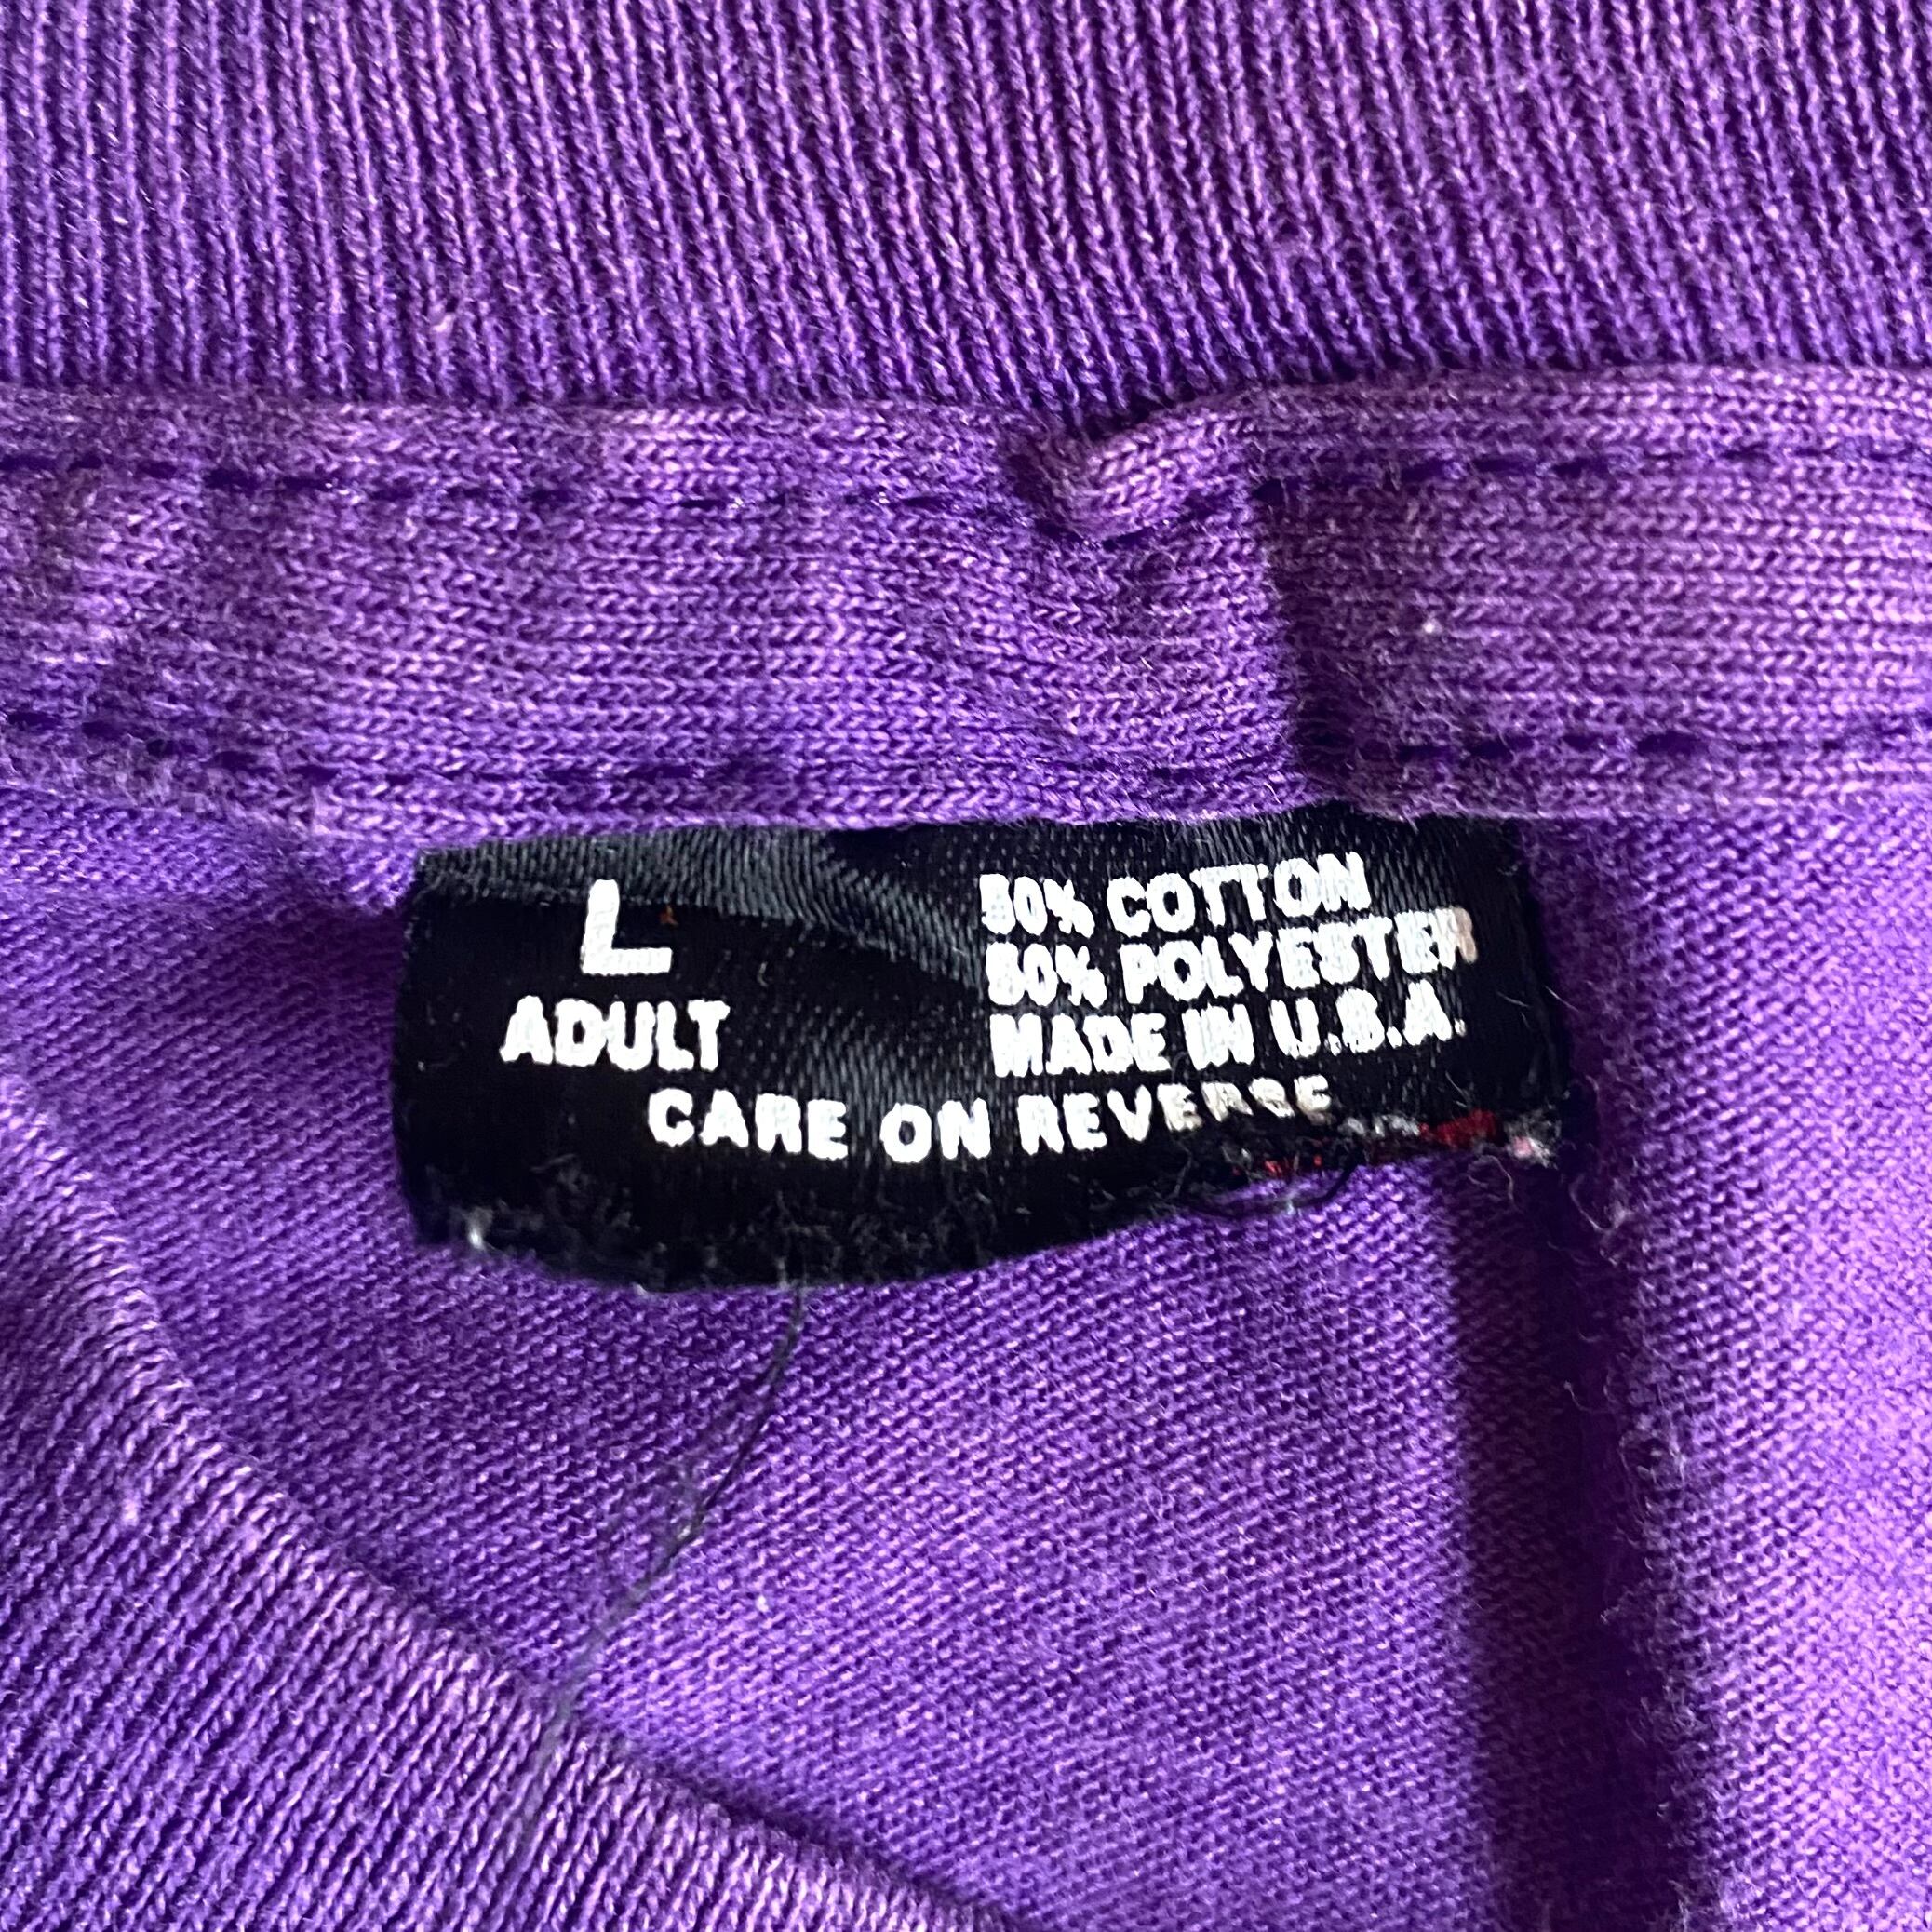 L
ADULT
50% COTTON
50% POLYESTER
MADE IN U.S.A.
CARE ON REVERSE